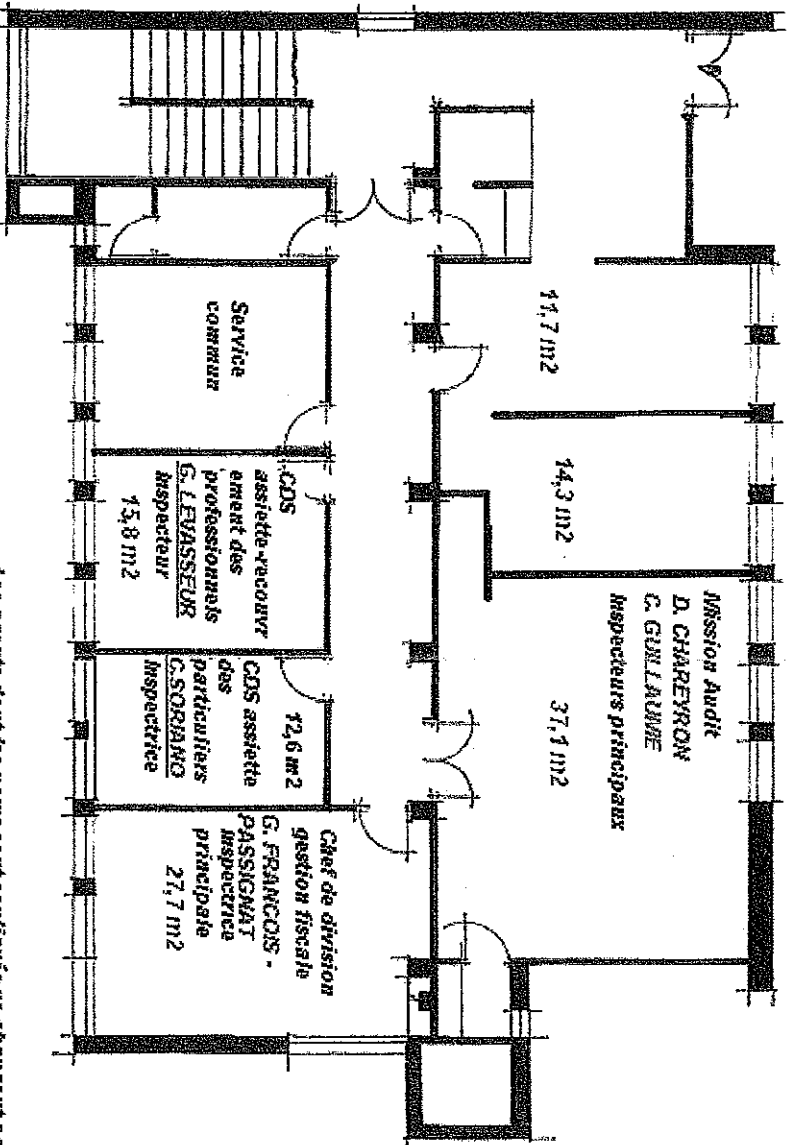 11,7 m2
14,3 m2
Mission Audit
D. CHAREYRON
C. GUILLAUME
Inspecteurs principaux
37,1 m2
Service
commun
CDS
assiette-recouvr
ement des
professionnels
G. LEVASSEUR
Inspecteur
15,8 m2
12,6 m2
CDS assiette
des
particuliers
C.SORIANO
Inspectrice
Chef de division
gestion fiscale
G. FRANCOIS -
PASSIGNAT
Inspectrice
principale
27,7 m2